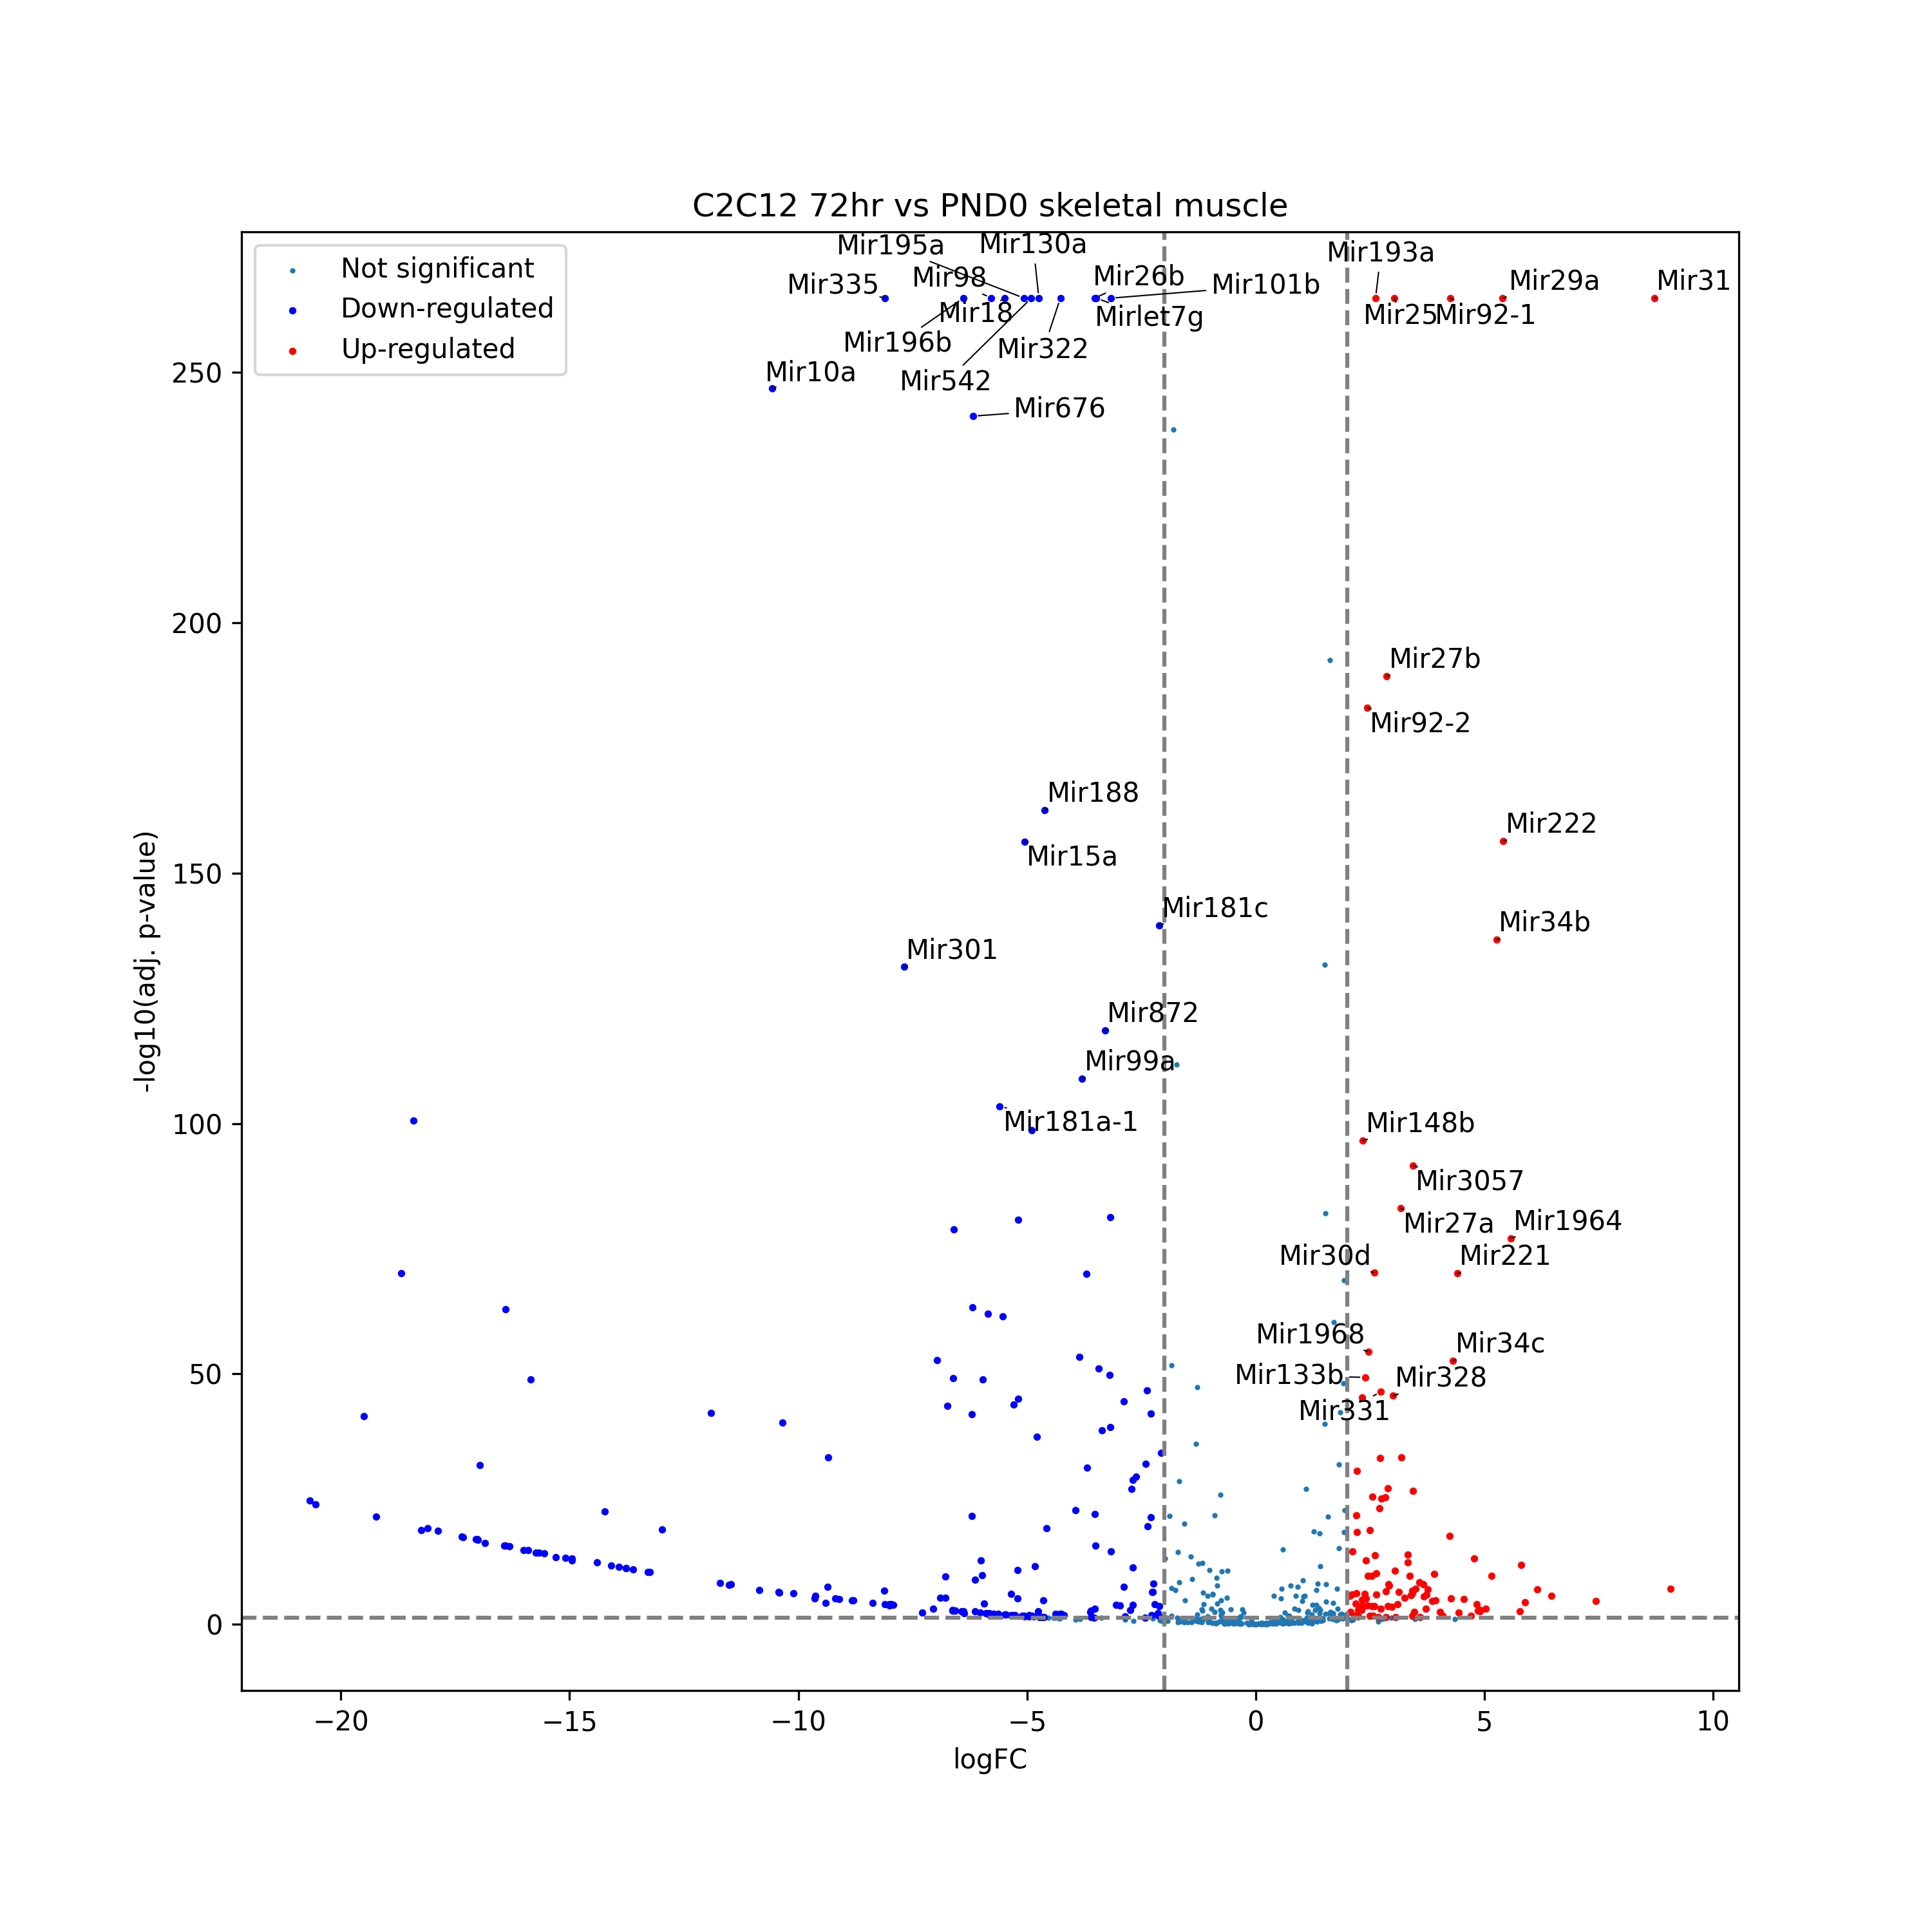 C2C12 72hr vs PND0 skeletal muscle
Not significant
Down-regulated
Up-regulated
Mir195a
Mir130a
Mir193a
Mir335
Mir98
Mir26b
Mir101b
Mir29a
Mir31
Mir18
Mirlet7g
Mir25
Mir92-1
Mir196b
Mir322
Mir10a
Mir542
Mir676
Mir27b
Mir92-2
Mir188
Mir222
Mir15a
Mir181c
Mir34b
Mir301
Mir872
Mir99a
Mir181a-1
Mir148b
Mir3057
Mir27a
Mir1964
Mir30d
Mir221
Mir1968
Mir34c
Mir133b
Mir328
Mir331
250
200
150
100
50
0
-log10(adj. p-value)
−20
−15
−10
−5
0
5
10
logFC